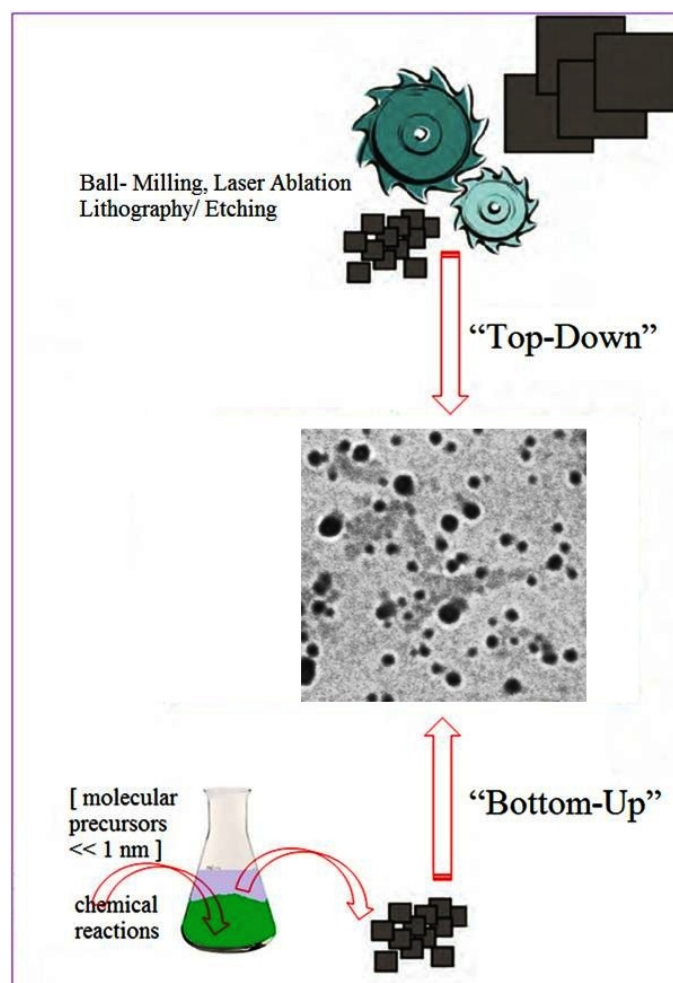 Ball- Milling, Laser Ablation
Lithography/ Etching
“Top-Down”
“Bottom-Up”
[ molecular
precursors
<< 1 nm ]
chemical
reactions